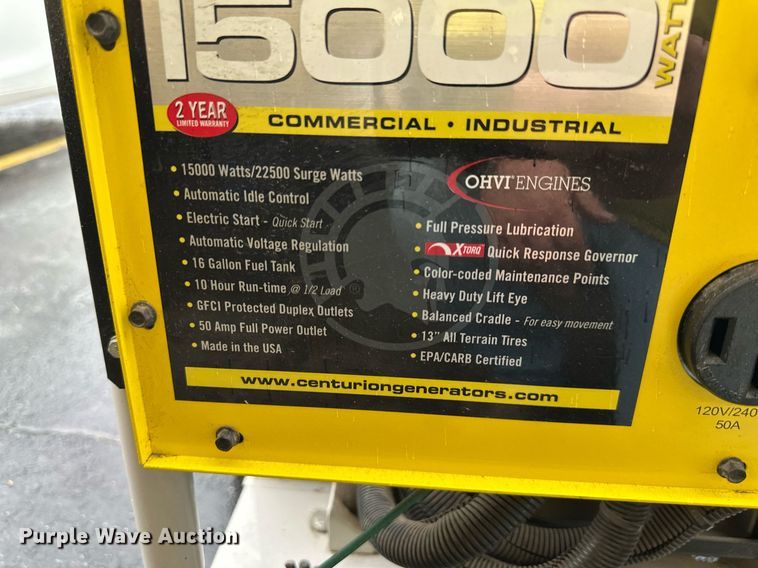 15000
WATT
2 YEAR
LIMITED WARRANTY
COMMERCIAL • INDUSTRIAL
• 15000 Watts/22500 Surge Watts
• Automatic Idle Control
• Electric Start - Quick Start
• Automatic Voltage Regulation
• 16 Gallon Fuel Tank
• 10 Hour Run-time @ 1/2 Load
• GFCI Protected Duplex Outlets
• 50 Amp Full Power Outlet
• Made in the USA
OHVI® ENGINES
• Full Pressure Lubrication
• XTORQ™ Quick Response Governor
• Color-coded Maintenance Points
• Heavy Duty Lift Eye
• Balanced Cradle - For easy movement
• 13" All Terrain Tires
• EPA/CARB Certified
®
www.centuriongenerators.com
120V/240
50A
Purple Wave Auction